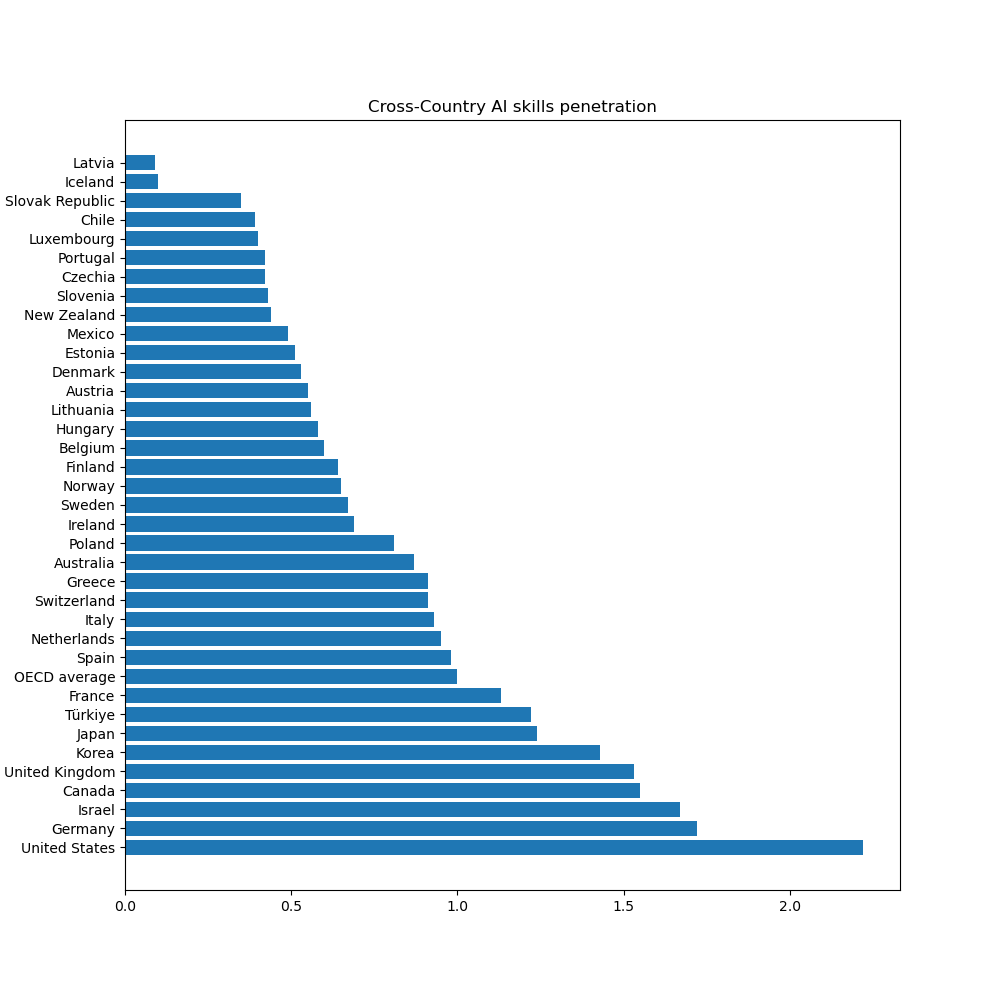 Cross-Country AI skills penetration
Latvia
Iceland
Slovak Republic
Chile
Luxembourg
Portugal
Czechia
Slovenia
New Zealand
Mexico
Estonia
Denmark
Austria
Lithuania
Hungary
Belgium
Finland
Norway
Sweden
Ireland
Poland
Australia
Greece
Switzerland
Italy
Netherlands
Spain
OECD average
France
Türkiye
Japan
Korea
United Kingdom
Canada
Israel
Germany
United States
0.0 0.5 1.0 1.5 2.0